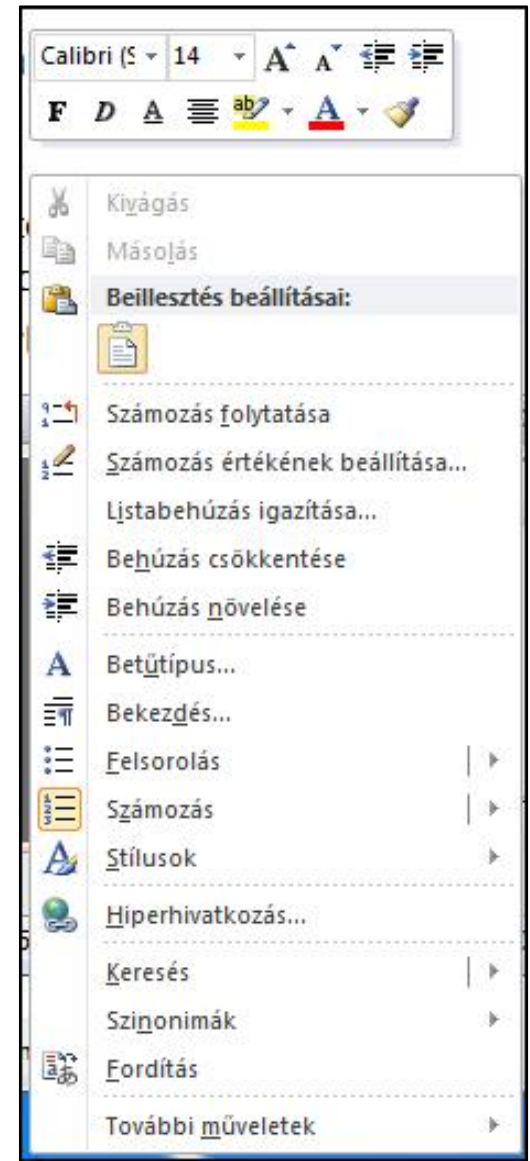 Calibri (S 14 A A
F D A ab A
Kivágás
Másolás
Beillesztés beállításai:
Számozás folytatása
Számozás értékének beállítása...
Listabehúzás igazítása...
Behúzás csökkentése
Behúzás növelése
A Betűtípus...
Bekezdés...
Felsorolás
Számozás
Stílusok
Hiperhivatkozás...
Keresés
Szinonimák
Fordítás
További műveletek